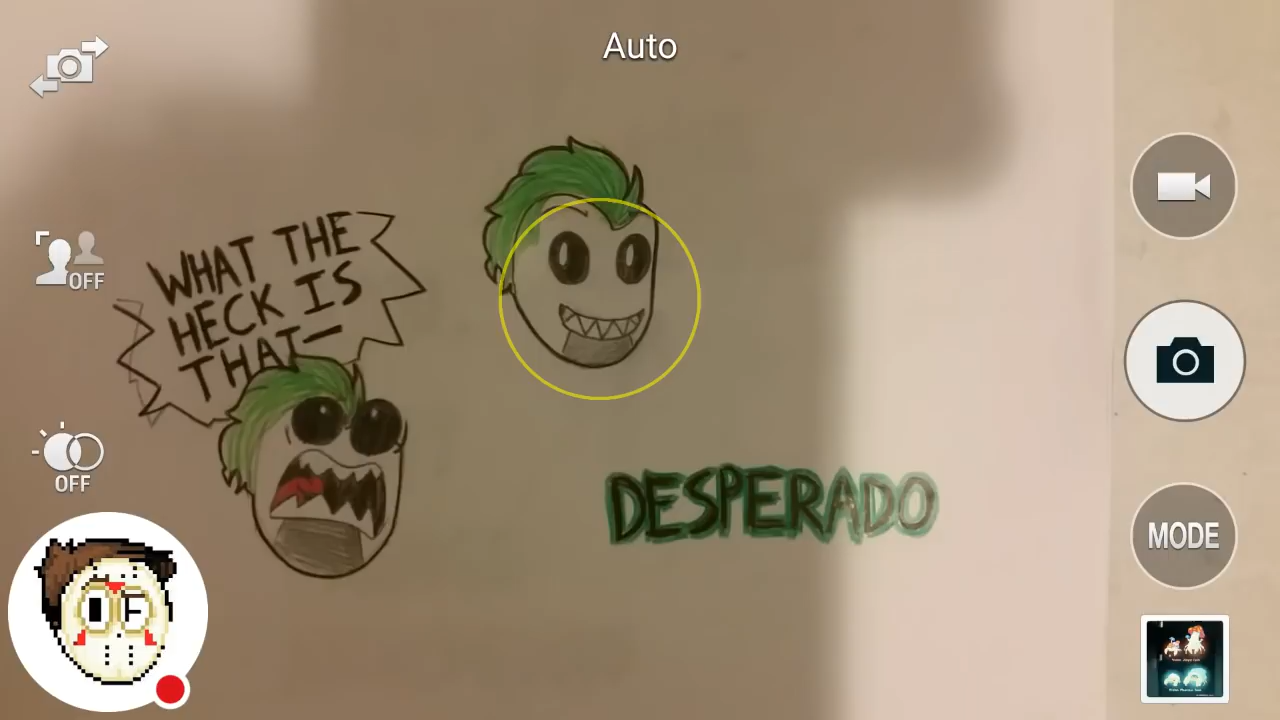 Auto
WHAT THE
HECK IS
THAT—
OFF
DESPERADO
OFF
MODE